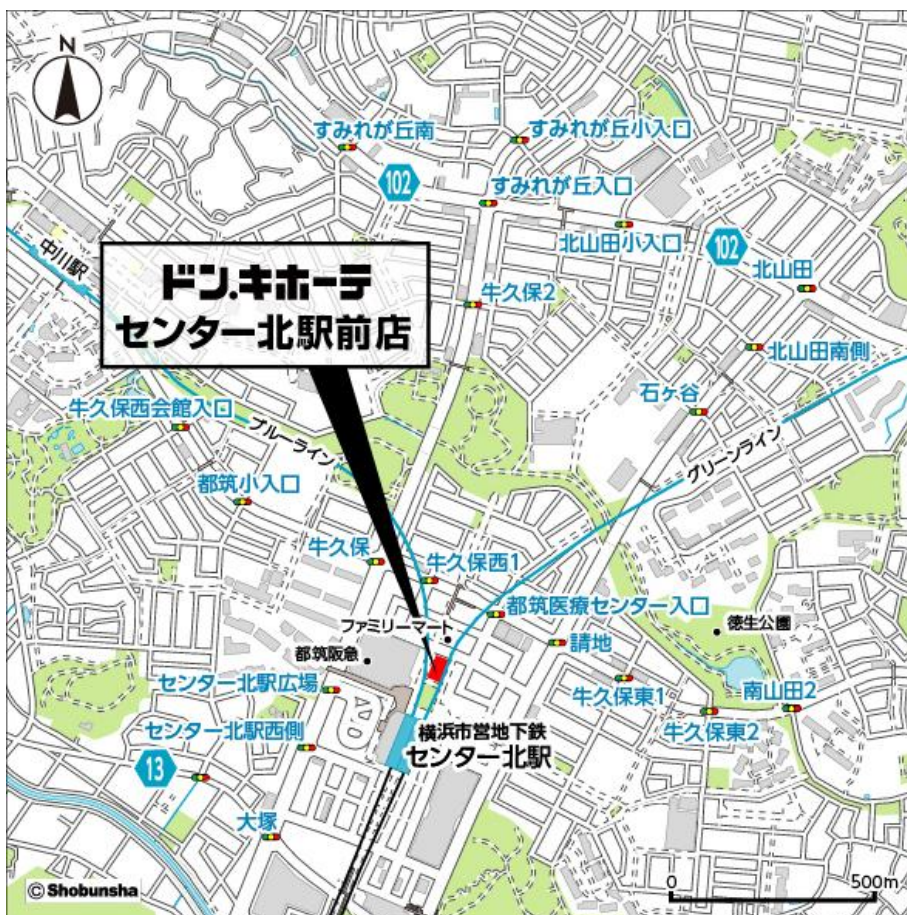 N
すみれが丘南
すみれが丘小入口
102
すみれが丘入口
北山田小入口
102
北山田
中川駅
ドン.キホーテ
センター北駅前店
牛久保2
北山田南側
石ヶ谷
牛久保西会館入口
ブルーライン
グリーンライン
都筑小入口
牛久保
牛久保西1
都筑医療センター入口
ファミリーマート
請地
徳生公園
都筑阪急
センター北駅広場
牛久保東1
南山田2
牛久保東2
センター北駅西側
横浜市営地下鉄
センター北駅
13
大塚
© Shobunsha
0 500m